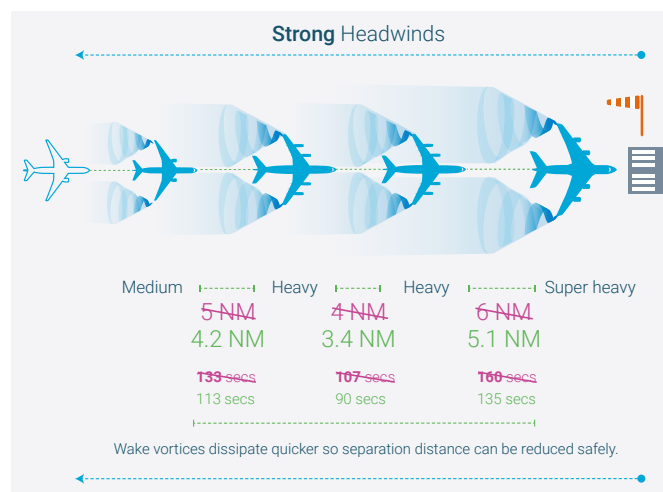 Strong Headwinds
Medium Heavy Heavy Super heavy
5 NM 4 NM 6 NM
4.2 NM 3.4 NM 5.1 NM
133 secs 107 secs 160 secs
113 secs 90 secs 135 secs
Wake vortices dissipate quicker so separation distance can be reduced safely.